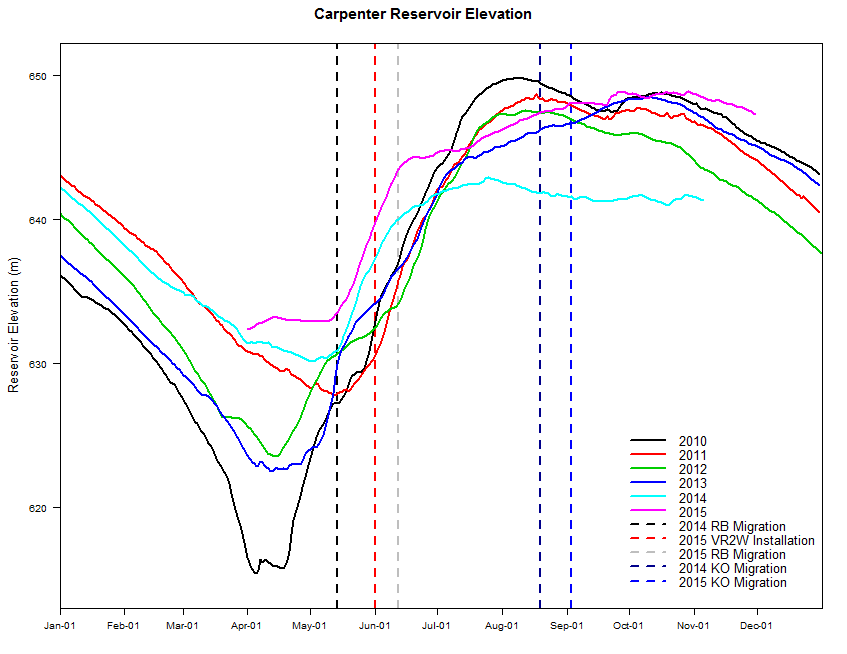 Carpenter Reservoir Elevation
Reservoir Elevation (m)
650
640
630
620
2010
2011
2012
2013
2014
2015
2014 RB Migration
2015 VR2W Installation
2015 RB Migration
2014 KO Migration
2015 KO Migration
Jan-01 Feb-01 Mar-01 Apr-01 May-01 Jun-01 Jul-01 Aug-01 Sep-01 Oct-01 Nov-01 Dec-01